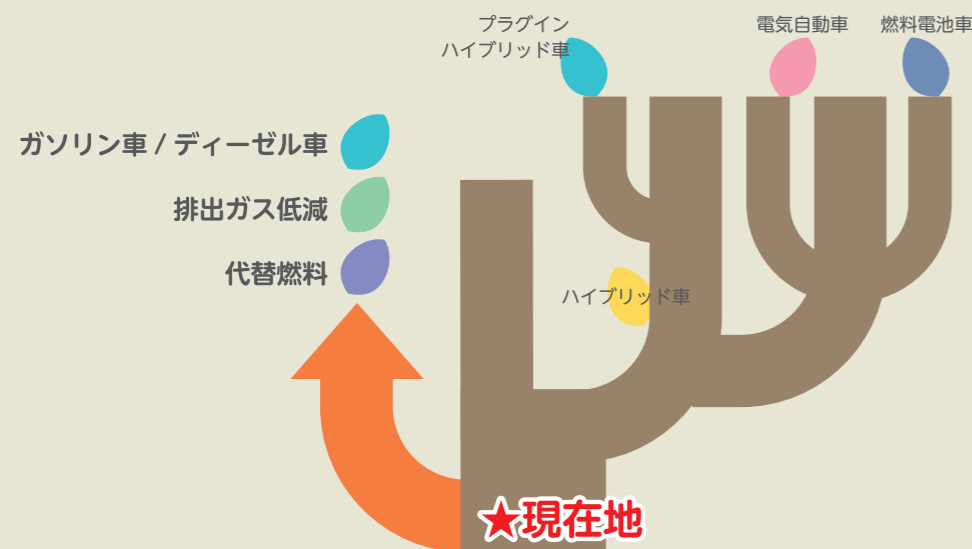 プラグイン
ハイブリッド車
電気自動車
燃料電池車
ガソリン車 / ディーゼル車
排出ガス低減
代替燃料
ハイブリッド車
★現在地